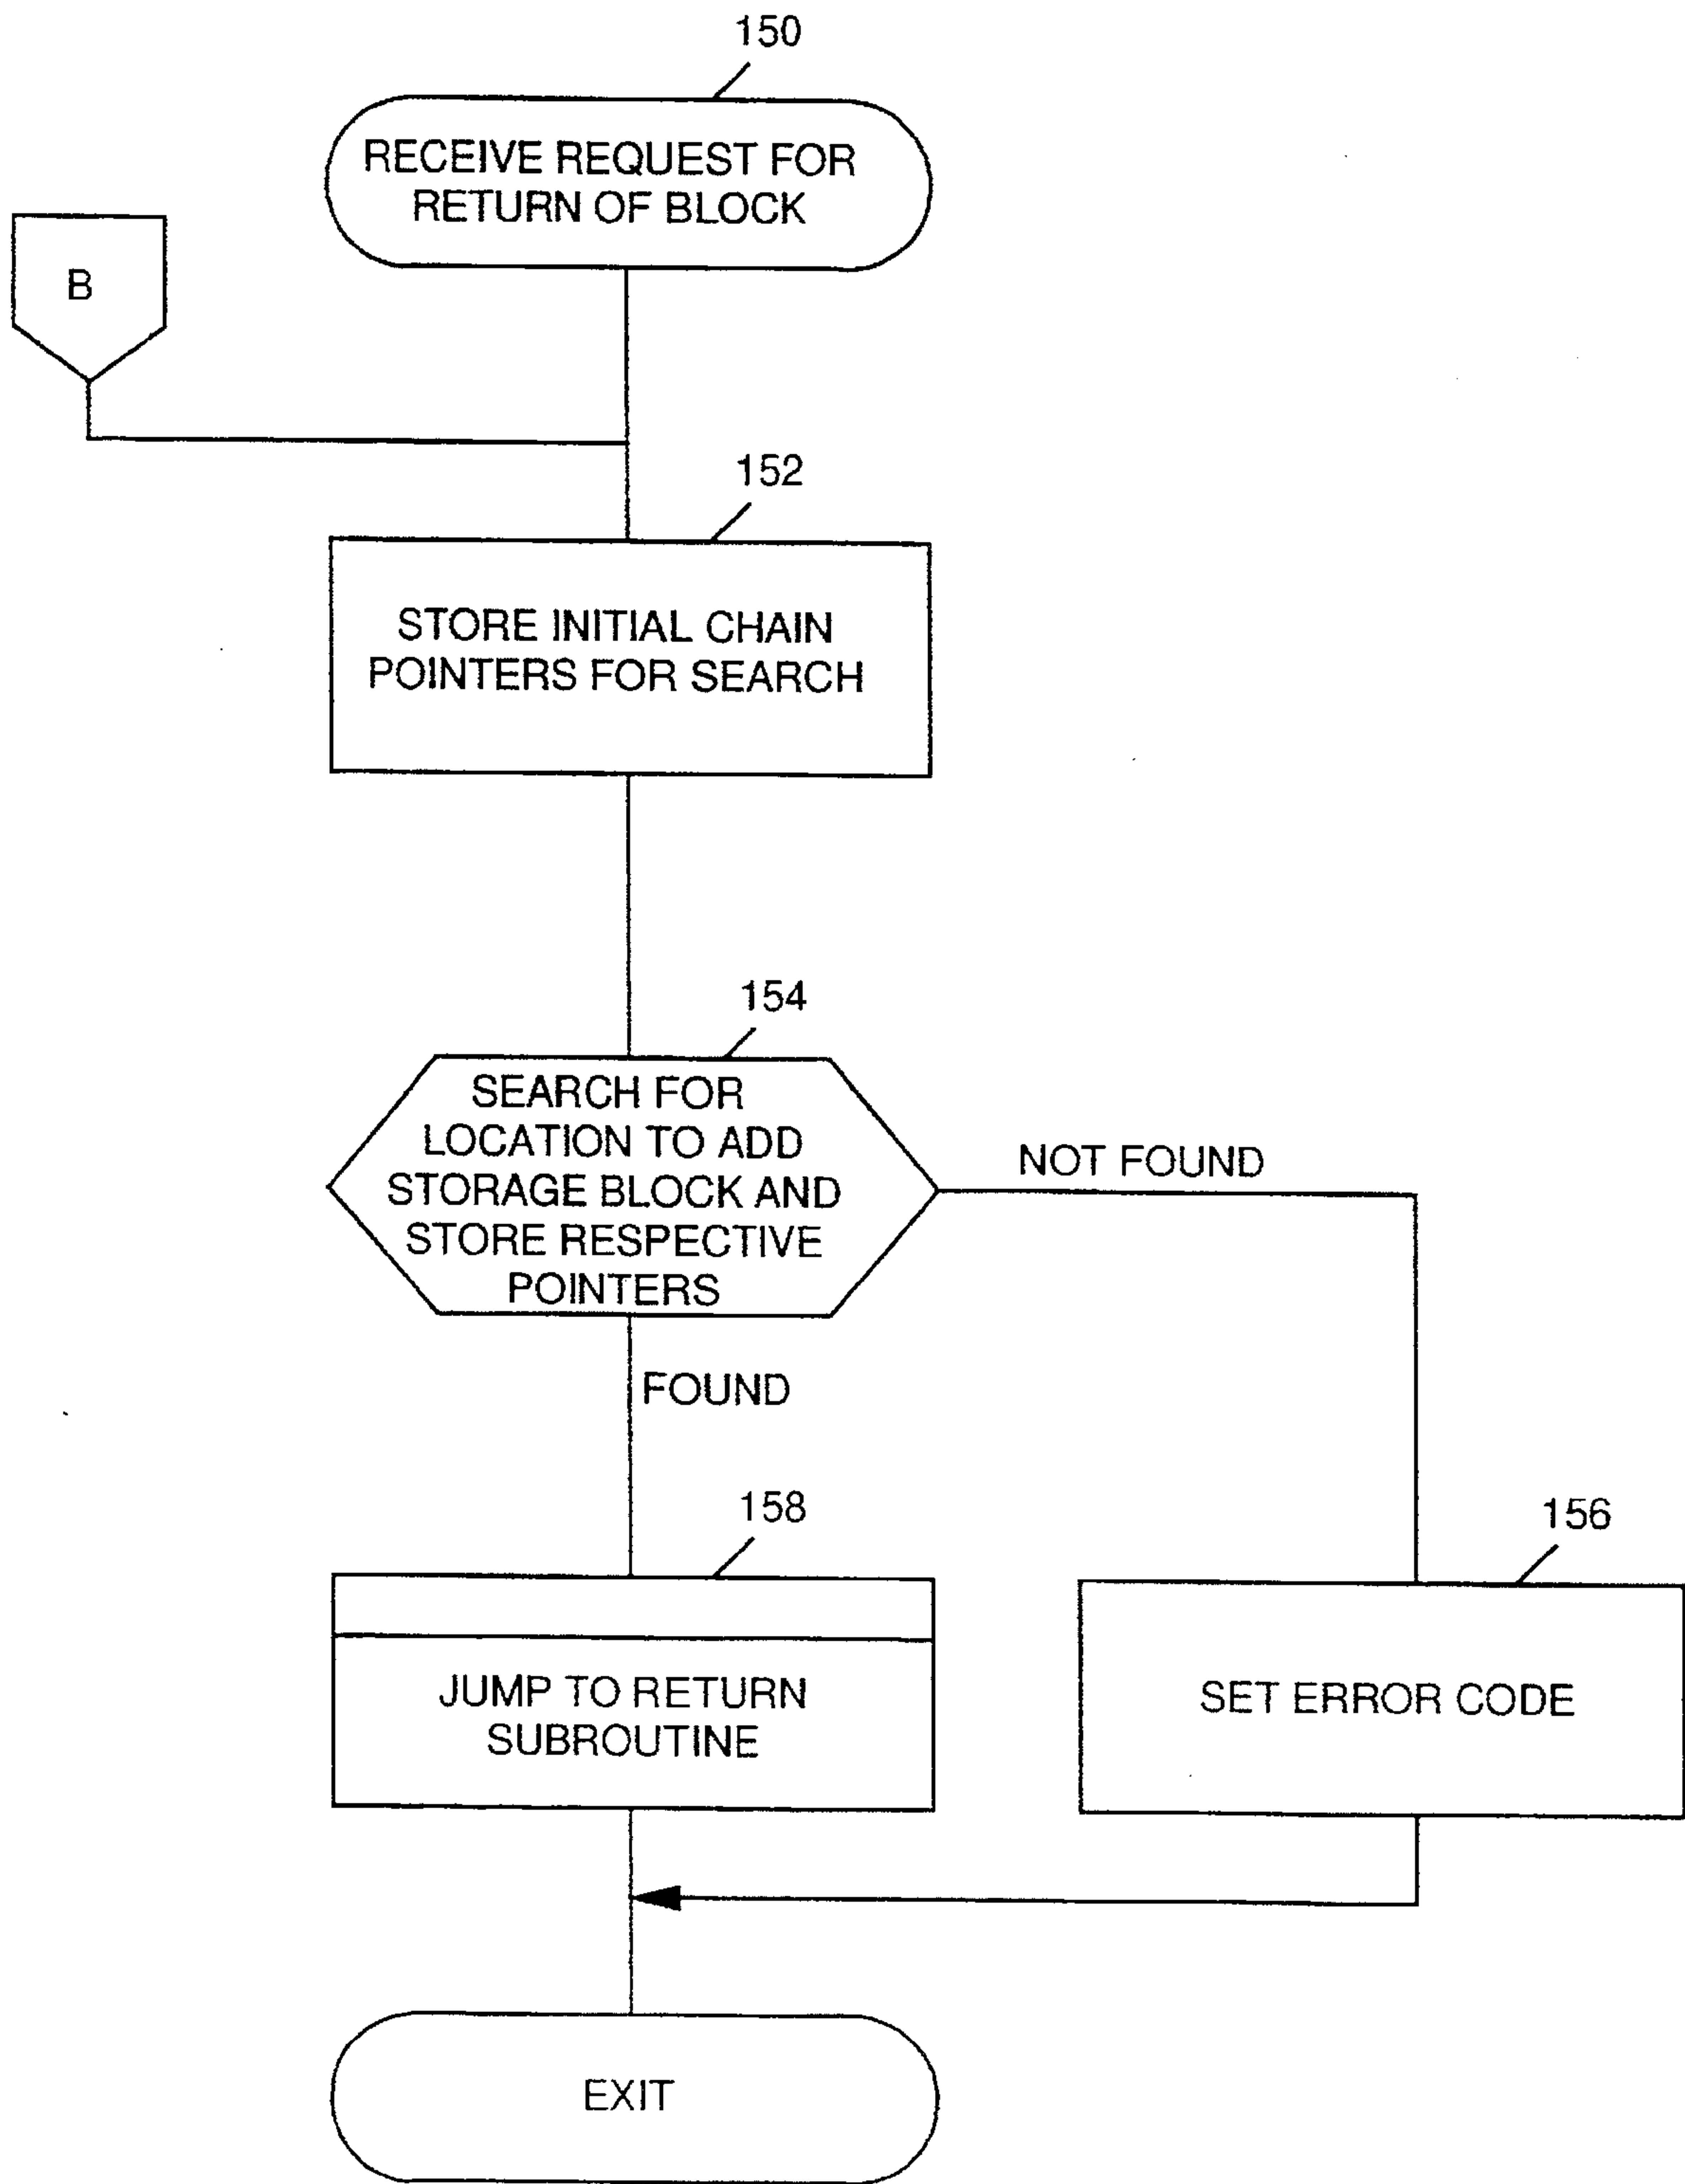 150
RECEIVE REQUEST FOR
RETURN OF BLOCK
B
152
STORE INITIAL CHAIN
POINTERS FOR SEARCH
154
SEARCH FOR
LOCATION TO ADD
STORAGE BLOCK AND
STORE RESPECTIVE
POINTERS
NOT FOUND
FOUND
158
JUMP TO RETURN
SUBROUTINE
156
SET ERROR CODE
EXIT